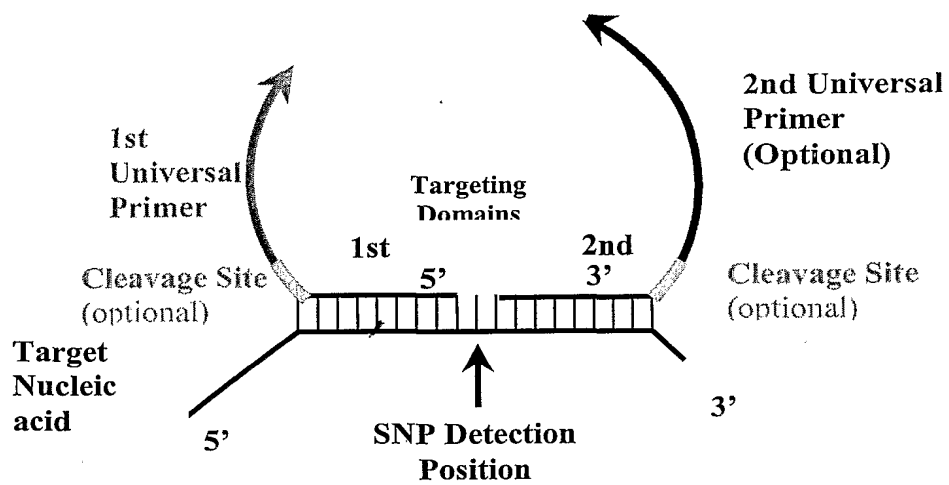 2nd Universal
Primer
(Optional)
1st
Universal
Primer
Targeting
Domains
1st
2nd
5’
3’
Cleavage Site
(optional)
Cleavage Site
(optional)
Target
Nucleic
acid
5’
3’
SNP Detection
Position